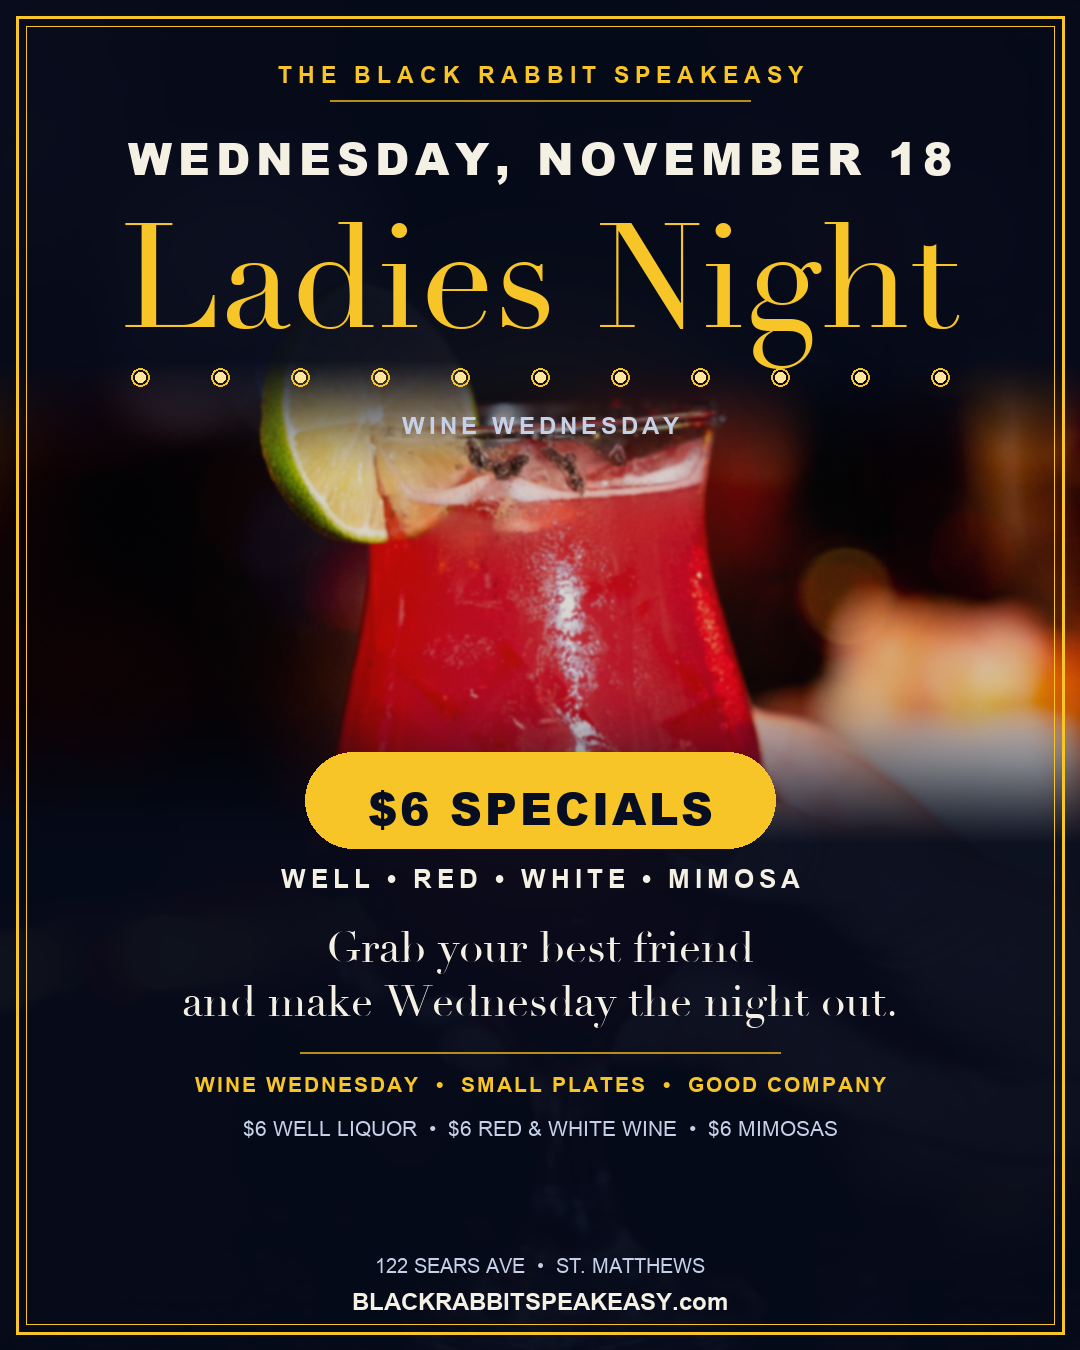 THE BLACK RABBIT SPEAKEASY
WEDNESDAY, NOVEMBER 18
Ladies Night
WINE WEDNESDAY
$6 SPECIALS
WELL • RED • WHITE • MIMOSA
Grab your best friend
and make Wednesday the night out.
WINE WEDNESDAY • SMALL PLATES • GOOD COMPANY
$6 WELL LIQUOR • $6 RED & WHITE WINE • $6 MIMOSAS
122 SEARS AVE • ST. MATTHEWS
BLACKRABBITSPEAKEASY.com